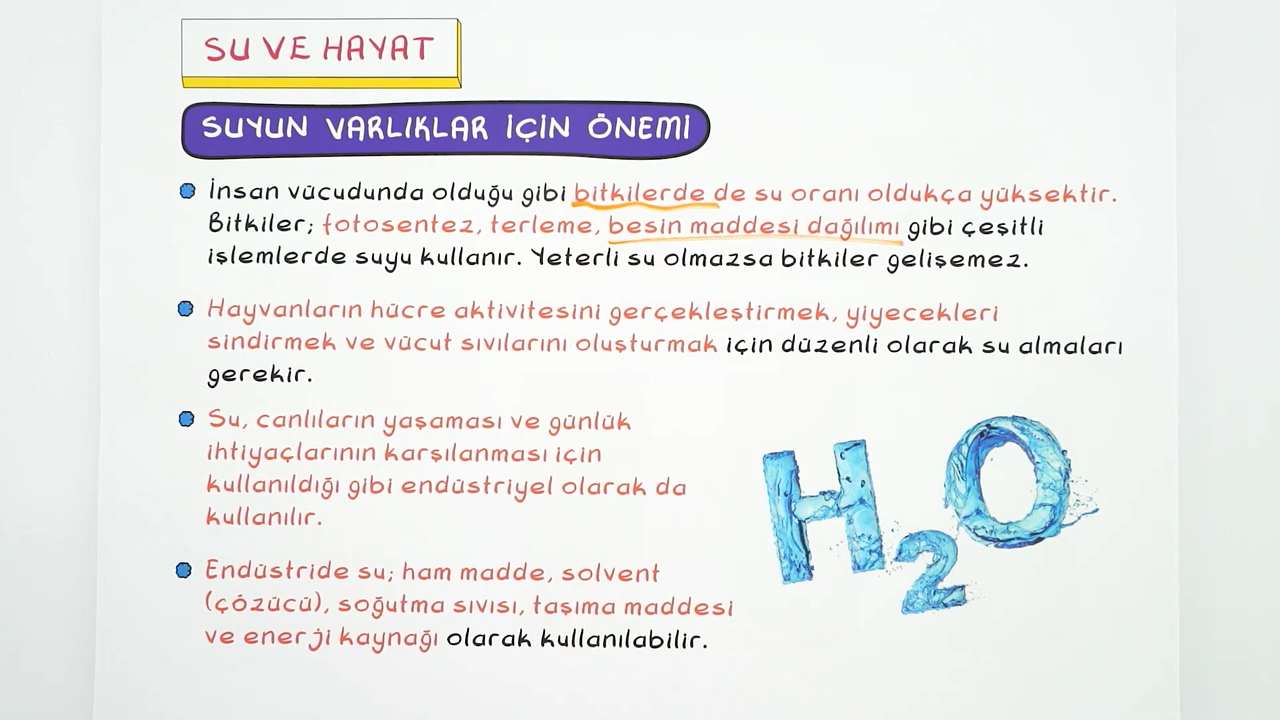 SU VE HAYAT
SUYUN VARLIKLAR İÇİN ÖNEMİ
İnsan vücudunda olduğu gibi bitkilerde de su oranı oldukça yüksektir.
Bitkiler; fotosentez, terleme, besin maddesi dağılımı gibi çeşitli
işlemlerde suyu kullanır. Yeterli su olmazsa bitkiler gelişemez.
Hayvanların hücre aktivitesini gerçekleştirmek, yiyecekleri
sindirmek ve vücut sıvılarını oluşturmak için düzenli olarak su almaları
gerekir.
Su, canlıların yaşaması ve günlük
ihtiyaçlarının karşılanması için
kullanıldığı gibi endüstriyel olarak da
kullanılır.
H2O
Endüstride su; ham madde, solvent
(çözücü), soğutma sıvısı, taşıma maddesi
ve enerji kaynağı olarak kullanılabilir.